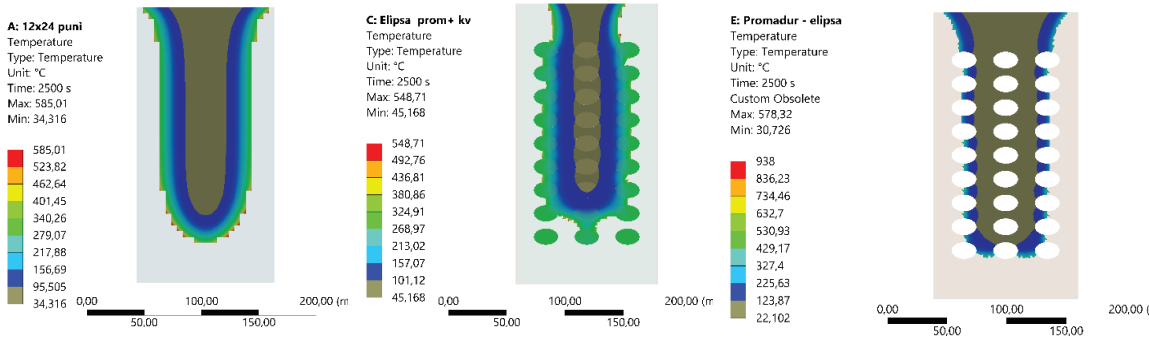 A: 12x24 puni
Temperature
Type: Temperature
Unit: °C
Time: 2500 s
Max: 585,01
Min: 34,316
585,01
523,82
462,64
401,45
340,26
279,07
217,88
156,69
95,505
34,316
0,00 100,00 200,00 (m
50,00 150,00
C: Elipsa prom+ kv
Temperature
Type: Temperature
Unit: °C
Time: 2500 s
Max: 548,71
Min: 45,168
548,71
492,76
436,81
380,86
324,91
268,97
213,02
157,07
101,12
45,168
0,00 100,00 200,00 (m
50,00 150,00
E: Promadur - elipsa
Temperature
Type: Temperature
Unit: °C
Time: 2500 s
Custom Obsolete
Max: 578,32
Min: 30,726
938
836,23
734,46
632,7
530,93
429,17
327,4
225,63
123,87
22,102
0,00 100,00 200,00 (m
50,00 150,00